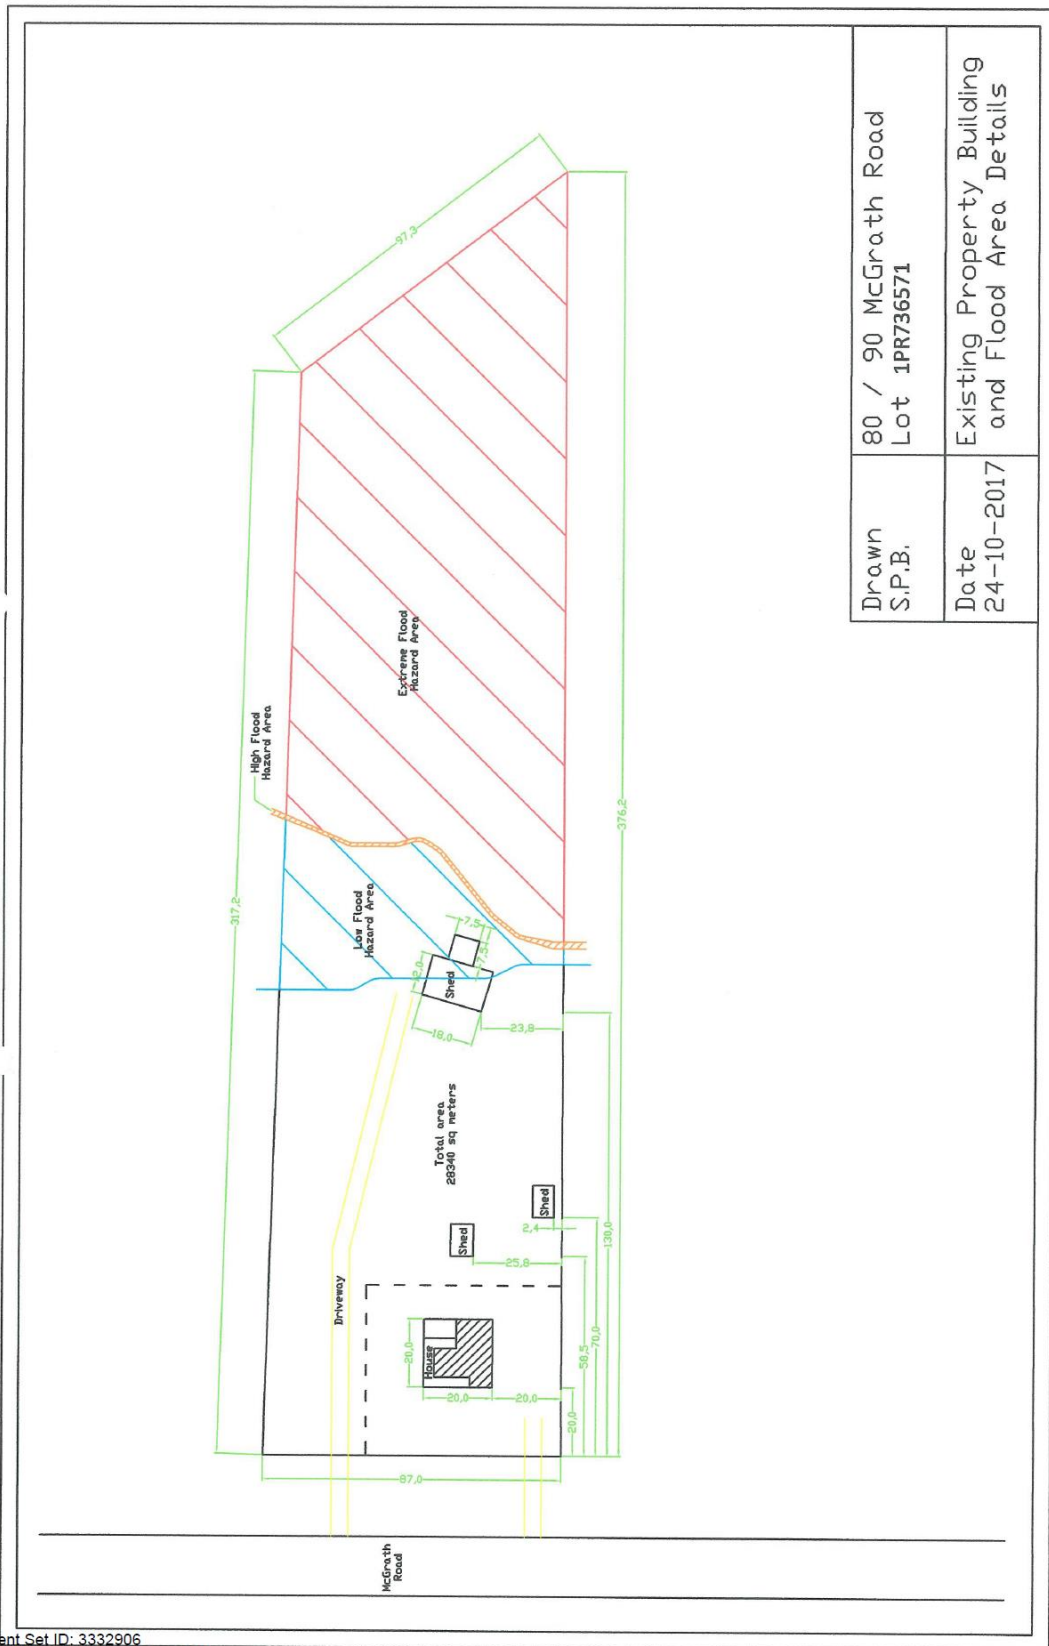 80 / 90 McGrath Road
Lot 1PR736571
Existing Property Building
and Flood Area Details
Drawn
S.P.B.
Date
24-10-2017
97,3
317,2
High Flood
Hazard Area
Extreme Flood
Hazard Area
Low Flood
Hazard Area
376,2
7,5
7,5
12,0
Shed
18,0
23,8
Total area
28340 sq meters
Shed
Shed
2,4
25,8
130,0
70,0
58,5
Driveway
House
20,0
20,0
20,0
20,0
87,0
McGrath
Road
ent Set ID: 3332906